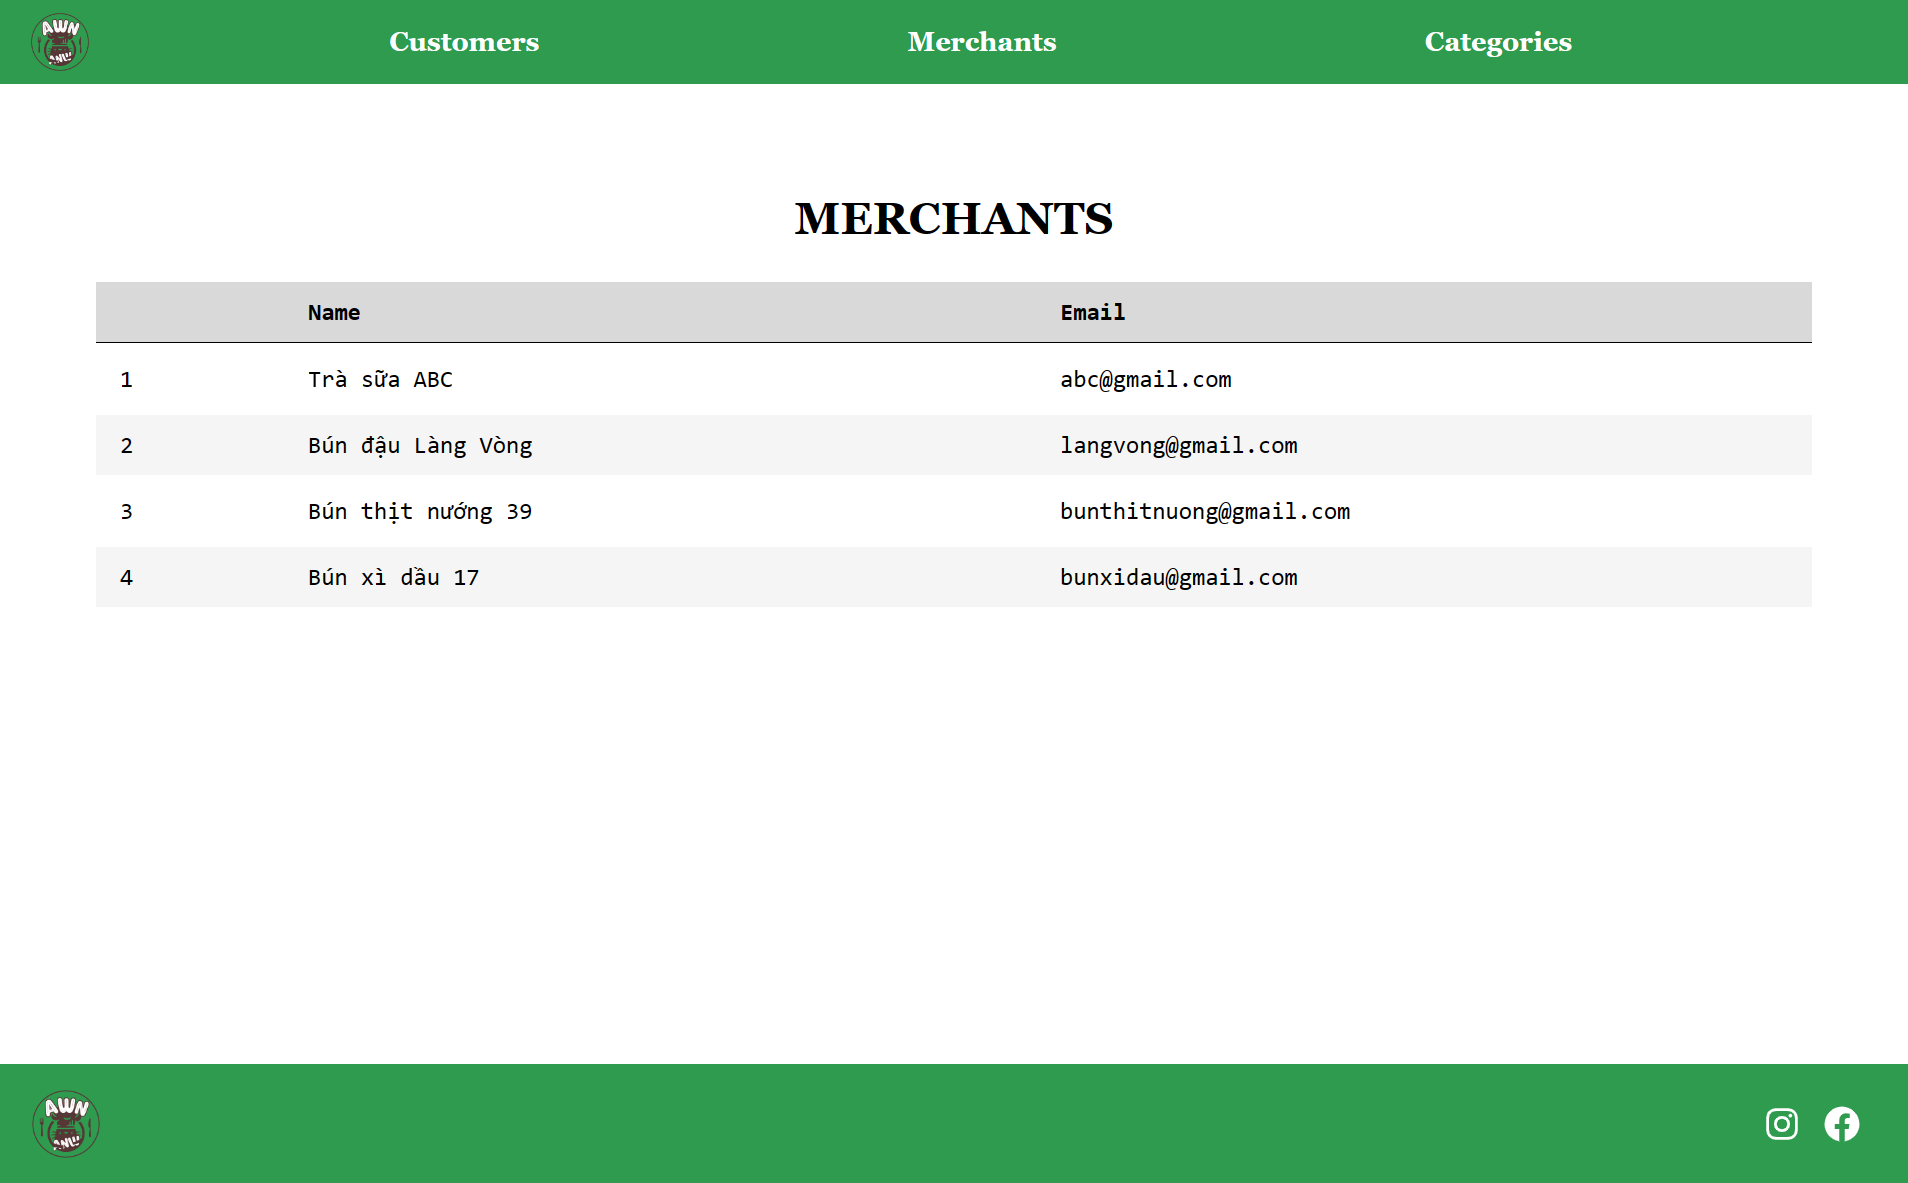 AWN
ANLU
Customers
Merchants
Categories
MERCHANTS
Name Email
1 Trà sữa ABC abc@gmail.com
2 Bún đậu Làng Vòng langvong@gmail.com
3 Bún thịt nướng 39 bunthitnuong@gmail.com
4 Bún xì dầu 17 bunxidau@gmail.com
AWN